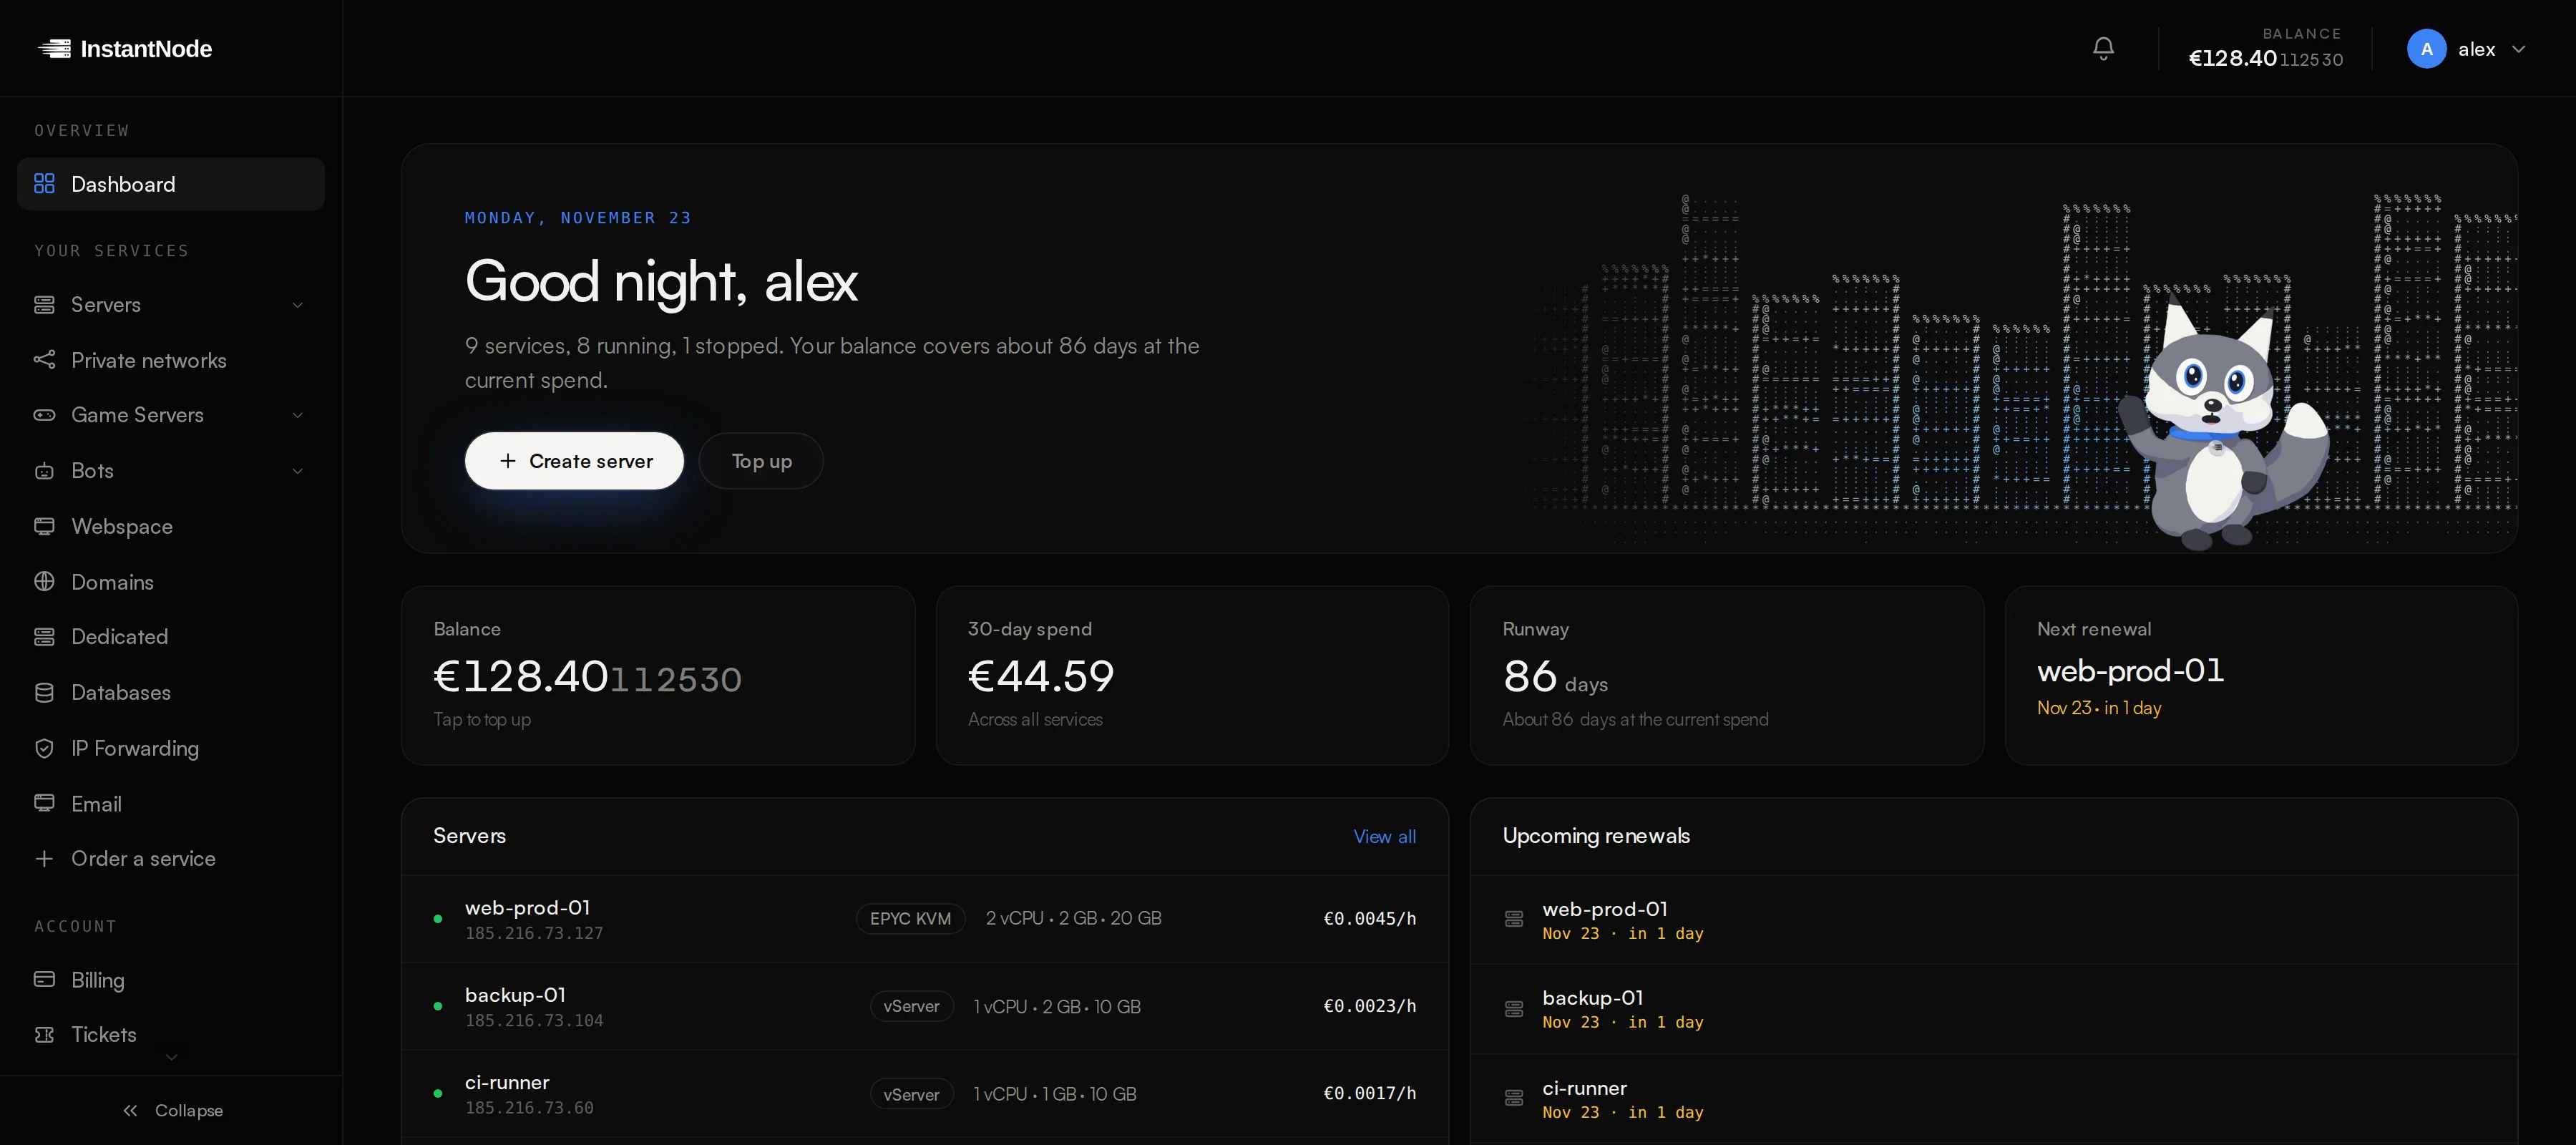 InstantNode
BALANCE
€128.40112530
A alex
OVERVIEW
Dashboard
YOUR SERVICES
Servers
Private networks
Game Servers
Bots
Webspace
Domains
Dedicated
Databases
IP Forwarding
Email
Order a service
ACCOUNT
Billing
Tickets
Collapse
MONDAY, NOVEMBER 23
Good night, alex
9 services, 8 running, 1 stopped. Your balance covers about 86 days at the
current spend.
Create server
Top up
Balance
€128.40112530
Tap to top up
30-day spend
€44.59
Across all services
Runway
86 days
About 86 days at the current spend
Next renewal
web-prod-01
Nov 23 · in 1 day
Servers
View all
web-prod-01
185.216.73.127
EPYC KVM
2 vCPU · 2 GB · 20 GB
€0.0045/h
backup-01
185.216.73.104
vServer
1 vCPU · 2 GB · 10 GB
€0.0023/h
ci-runner
185.216.73.60
vServer
1 vCPU · 1 GB · 10 GB
€0.0017/h
Upcoming renewals
web-prod-01
Nov 23 · in 1 day
backup-01
Nov 23 · in 1 day
ci-runner
Nov 23 · in 1 day